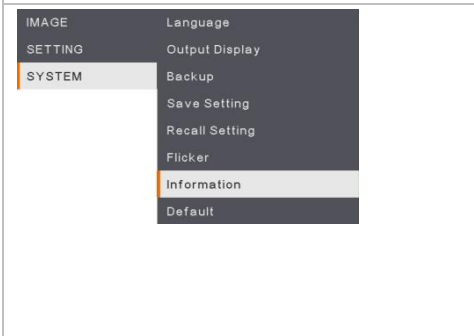 IMAGE
SETTING
SYSTEM
Language
Output Display
Backup
Save Setting
Recall Setting
Flicker
Information
Default